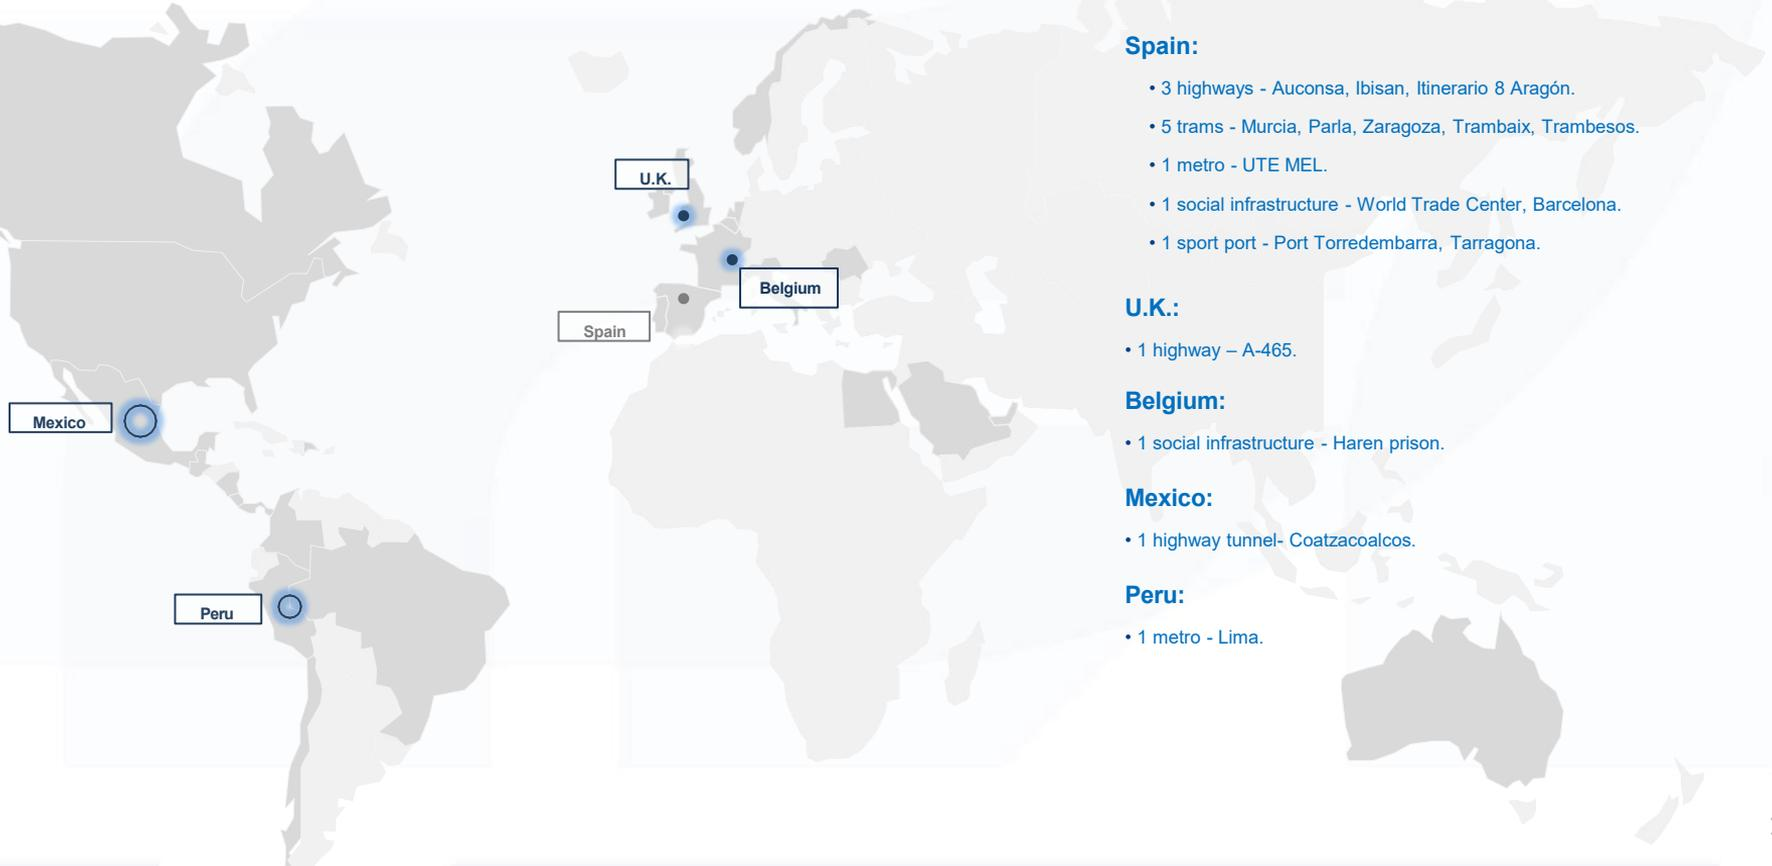 Spain:
• 3 highways - Auconsa, Ibisan, Itinerario 8 Aragón.
• 5 trams - Murcia, Parla, Zaragoza, Trambaix, Trambesos.
• 1 metro - UTE MEL.
• 1 social infrastructure - World Trade Center, Barcelona.
• 1 sport port - Port Torredembarra, Tarragona.
U.K.:
• 1 highway – A-465.
Belgium:
• 1 social infrastructure - Haren prison.
Mexico:
• 1 highway tunnel- Coatzacoalcos.
Peru:
• 1 metro - Lima.
U.K.
Belgium
Spain
Mexico
Peru